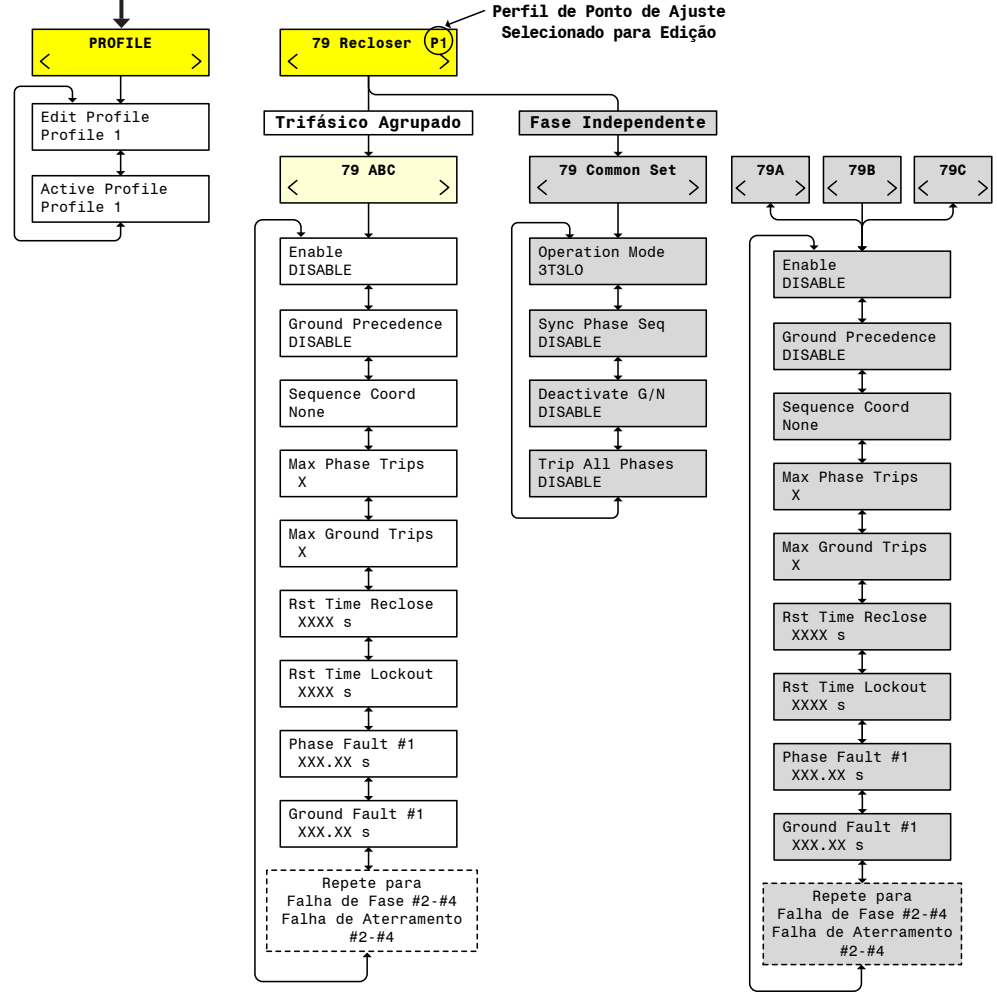 Perfil de Ponto de Ajuste
Selecionado para Edição
PROFILE
< >
Edit Profile
Profile 1
Active Profile
Profile 1
79 Recloser P1
< >
Trifásico Agrupado
79 ABC
< >
Enable
DISABLE
Ground Precedence
DISABLE
Sequence Coord
None
Max Phase Trips
X
Max Ground Trips
X
Rst Time Reclose
XXXX s
Rst Time Lockout
XXXX s
Phase Fault #1
XXX.XX s
Ground Fault #1
XXX.XX s
Repete para
Falha de Fase #2-#4
Falha de Aterramento
#2-#4
Fase Independente
79 Common Set
< >
Operation Mode
3T3LO
Sync Phase Seq
DISABLE
Deactivate G/N
DISABLE
Trip All Phases
DISABLE
79A
< >
79B
< >
79C
< >
Enable
DISABLE
Ground Precedence
DISABLE
Sequence Coord
None
Max Phase Trips
X
Max Ground Trips
X
Rst Time Reclose
XXXX s
Rst Time Lockout
XXXX s
Phase Fault #1
XXX.XX s
Ground Fault #1
XXX.XX s
Repete para
Falha de Fase #2-#4
Falha de Aterramento
#2-#4